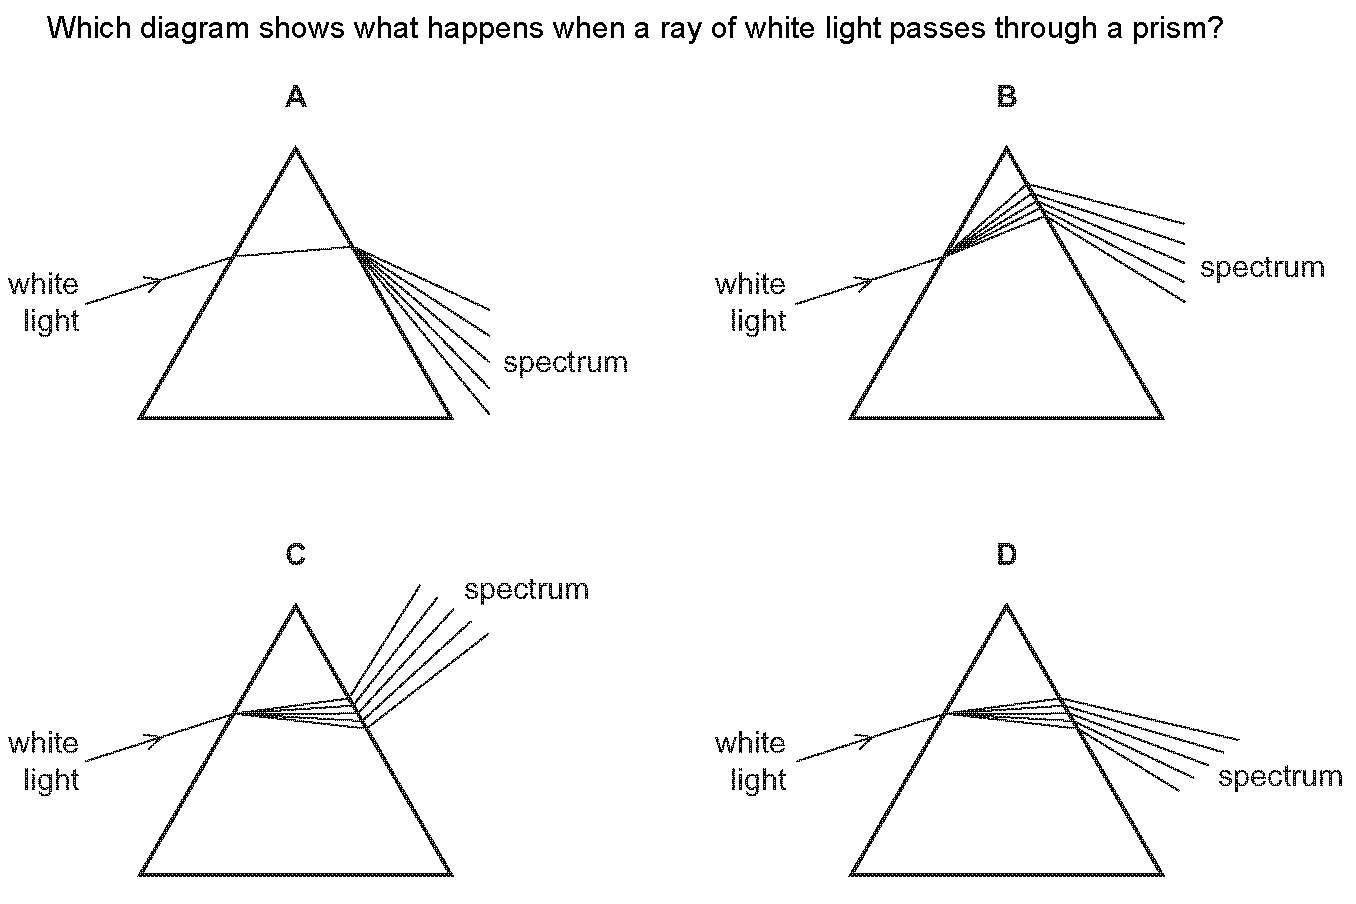 Which diagram shows what happens when a ray of white light passes through a prism?
A
B
white
light
spectrum
white
light
spectrum
C
D
white
light
spectrum
white
light
spectrum